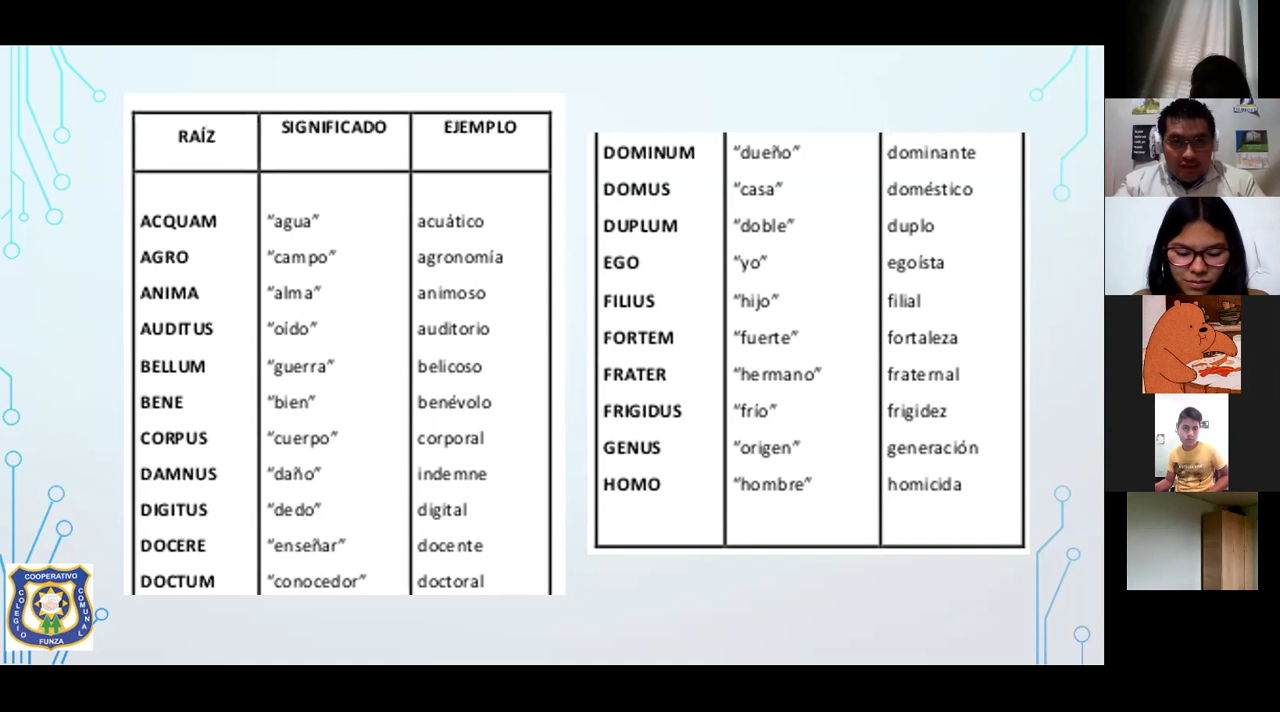 RAÍZ SIGNIFICADO EJEMPLO
ACQUAM “agua” acuático
AGRO “campo” agronomía
ANIMA “alma” animoso
AUDITUS “oído” auditorio
BELLUM “guerra” belicoso
BENE “bien” benévolo
CORPUS “cuerpo” corporal
DAMNUS “daño” indemne
DIGITUS “dedo” digital
DOCERE “enseñar” docente
DOCTUM “conocedor” doctoral
DOMINUM “dueño” dominante
DOMUS “casa” doméstico
DUPLUM “doble” duplo
EGO “yo” egoísta
FILIUS “hijo” filial
FORTEM “fuerte” fortaleza
FRATER “hermano” fraternal
FRIGIDUS “frío” frigidez
GENUS “origen” generación
HOMO “hombre” homicida
COOPERATIVO
COLEGIO
COMUNAL
FUNZA